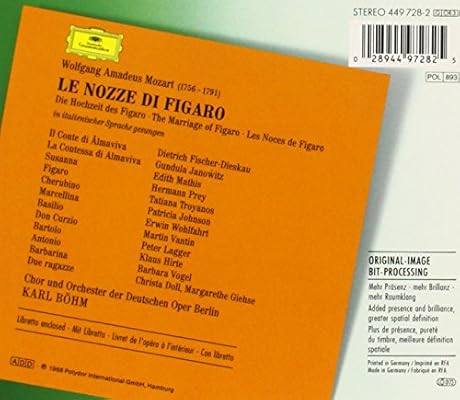 STEREO 449 728-2 DIDC3
Deutsche
Grammophon
0 28944 97282 5
POL 893
Wolfgang Amadeus Mozart (1756-1791)
LE NOZZE DI FIGARO
Die Hochzeit des Figaro · The Marriage of Figaro · Les Noces de Figaro
in italienischer Sprache gesungen
Il Conte di Almaviva Dietrich Fischer-Dieskau
La Contessa di Almaviva Gundula Janowitz
Susanna Edith Mathis
Figaro Hermann Prey
Cherubino Tatiana Troyanos
Marcellina Patricia Johnson
Basilio Erwin Wohlfahrt
Don Curzio Martin Vantin
Bartolo Peter Lagger
Antonio Klaus Hirte
Barbarina Barbara Vogel
Due ragazze Christa Doll, Margarethe Giehse
Chor und Orchester der Deutschen Oper Berlin
KARL BÖHM
Libretto enclosed · Mit Libretto · Livret de l'opéra à l'intérieur · Con libretto
ADD · ℗ 1968 Polydor International GmbH, Hamburg
ORIGINAL-IMAGE
BIT-PROCESSING
Mehr Präsenz · mehr Brillanz ·
mehr Raumklang
Added presence and brilliance,
greater spatial definition
Plus de présence, pureté
du timbre, meilleure définition
spatiale
Printed in Germany / Imprimé en RFA
Made in Germany / Fabriqué en RFA